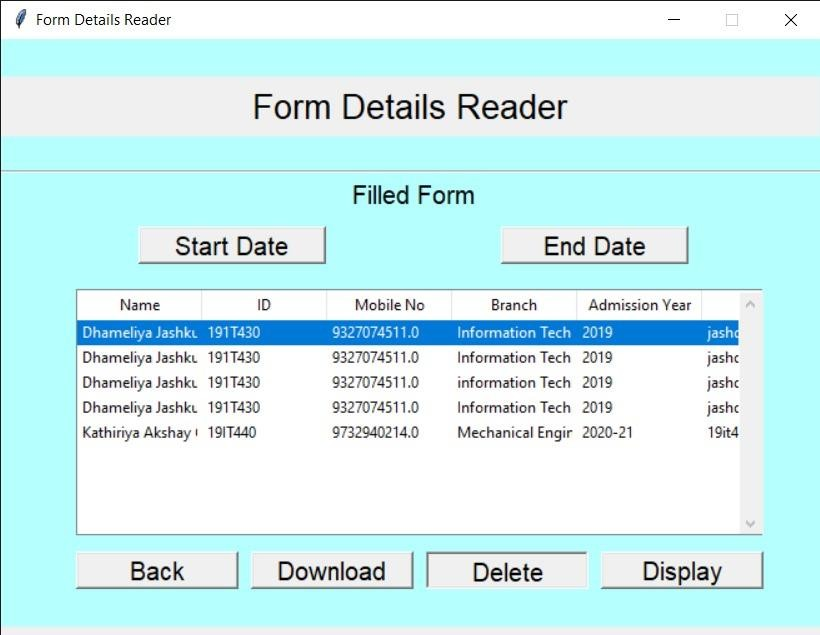 Form Details Reader
Form Details Reader
Filled Form
Start Date End Date
Name ID Mobile No Branch Admission Year
Dhameliya Jashku 191T430 9327074511.0 Information Tech 2019 jashc
Dhameliya Jashku 191T430 9327074511.0 Information Tech 2019 jashc
Dhameliya Jashku 191T430 9327074511.0 information Tech 2019 jashc
Dhameliya Jashku 191T430 9327074511.0 Information Tech 2019 jashc
Kathiriya Akshay 19IT440 9732940214.0 Mechanical Engin 2020-21 19it4
Back Download Delete Display